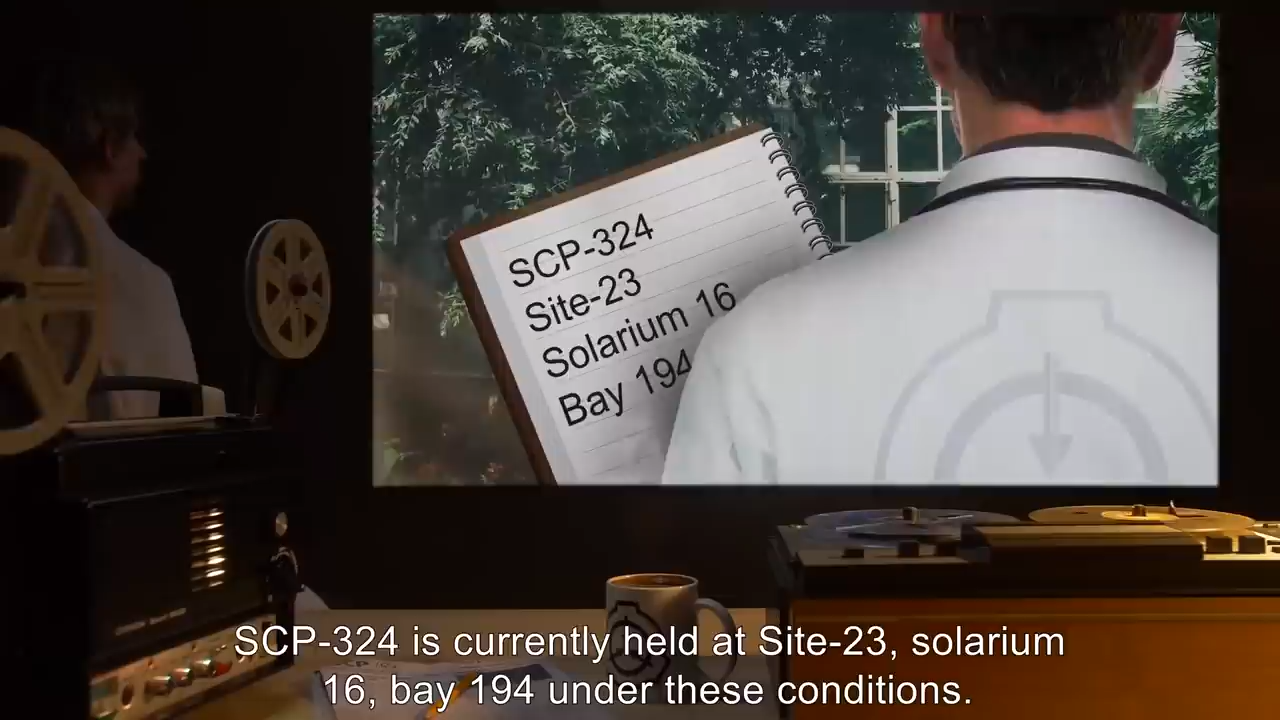 SCP-324
Site-23
Solarium 16
Bay 194
SCP-324 is currently held at Site-23, solarium
16, bay 194 under these conditions.